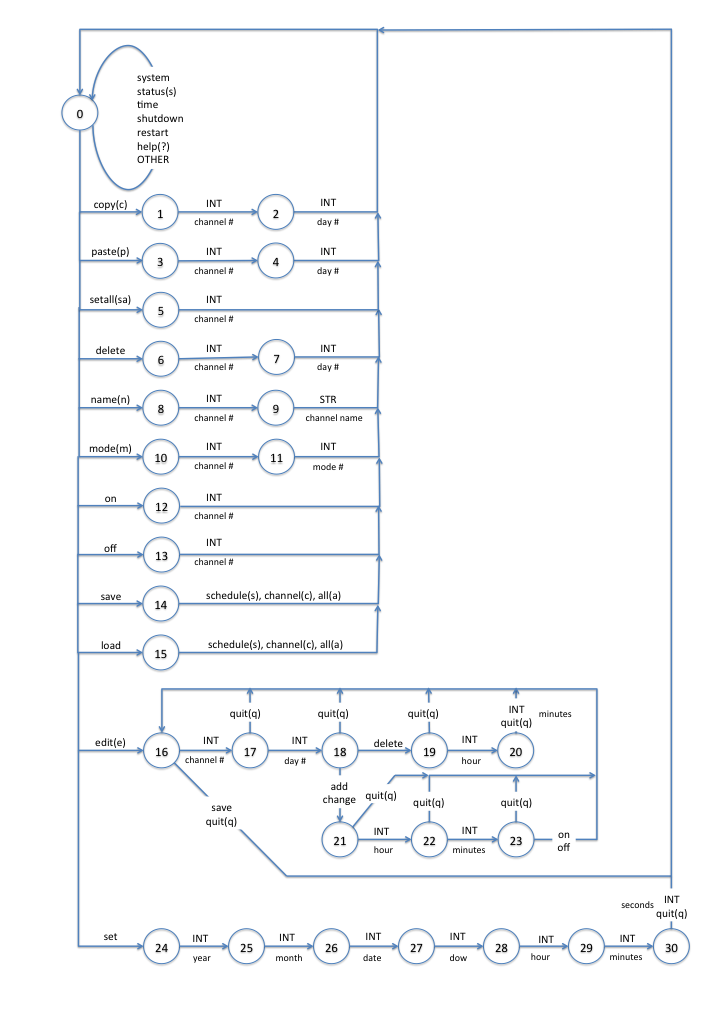 system
status(s)
time
shutdown
restart
help(?)
OTHER
0
copy(c) 1 INT channel # 2 INT day #
paste(p) 3 INT channel # 4 INT day #
setall(sa) 5 INT channel #
delete 6 INT channel # 7 INT day #
name(n) 8 INT channel # 9 STR channel name
mode(m) 10 INT channel # 11 INT mode #
on 12 INT channel #
off 13 INT channel #
save 14 schedule(s), channel(c), all(a)
load 15 schedule(s), channel(c), all(a)
quit(q) quit(q) quit(q) INT quit(q) minutes
edit(e) 16 INT channel # 17 INT day # 18 delete 19 INT hour 20
save
quit(q)
add
change
quit(q) quit(q) quit(q)
21 INT hour 22 INT minutes 23 on off
seconds INT
quit(q)
set 24 INT year 25 INT month 26 INT date 27 INT dow 28 INT hour 29 INT minutes 30